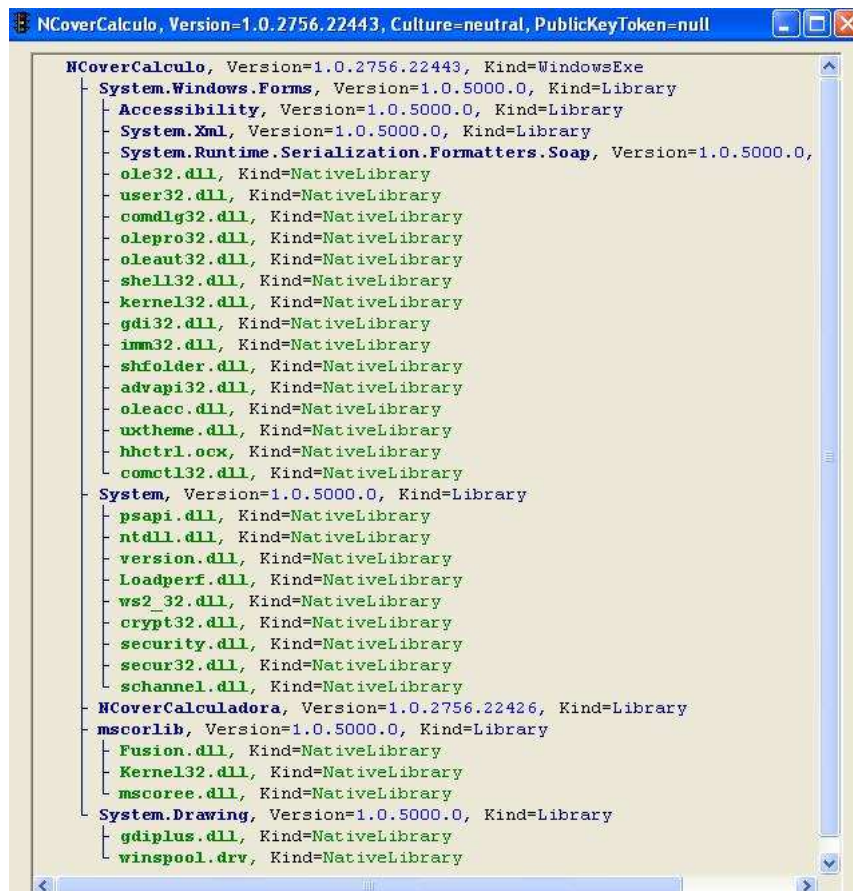 NCoverCalculo, Version=1.0.2756.22443, Culture=neutral, PublicKeyToken=null
NCoverCalculo, Version=1.0.2756.22443, Kind=WindowsExe
System.Windows.Forms, Version=1.0.5000.0, Kind=Library
Accessibility, Version=1.0.5000.0, Kind=Library
System.Xml, Version=1.0.5000.0, Kind=Library
System.Runtime.Serialization.Formatters.Soap, Version=1.0.5000.0,
ole32.dll, Kind=NativeLibrary
user32.dll, Kind=NativeLibrary
comdlg32.dll, Kind=NativeLibrary
olepro32.dll, Kind=NativeLibrary
oleaut32.dll, Kind=NativeLibrary
shell32.dll, Kind=NativeLibrary
kernel32.dll, Kind=NativeLibrary
gdi32.dll, Kind=NativeLibrary
imm32.dll, Kind=NativeLibrary
shfolder.dll, Kind=NativeLibrary
advapi32.dll, Kind=NativeLibrary
oleacc.dll, Kind=NativeLibrary
uxtheme.dll, Kind=NativeLibrary
hhctrl.ocx, Kind=NativeLibrary
comctl32.dll, Kind=NativeLibrary
System, Version=1.0.5000.0, Kind=Library
psapi.dll, Kind=NativeLibrary
ntdll.dll, Kind=NativeLibrary
version.dll, Kind=NativeLibrary
Loadperf.dll, Kind=NativeLibrary
ws2_32.dll, Kind=NativeLibrary
crypt32.dll, Kind=NativeLibrary
security.dll, Kind=NativeLibrary
secur32.dll, Kind=NativeLibrary
schannel.dll, Kind=NativeLibrary
NCoverCalculadora, Version=1.0.2756.22426, Kind=Library
mscorlib, Version=1.0.5000.0, Kind=Library
Fusion.dll, Kind=NativeLibrary
Kernel32.dll, Kind=NativeLibrary
mscoree.dll, Kind=NativeLibrary
System.Drawing, Version=1.0.5000.0, Kind=Library
gdiplus.dll, Kind=NativeLibrary
winspool.drv, Kind=NativeLibrary